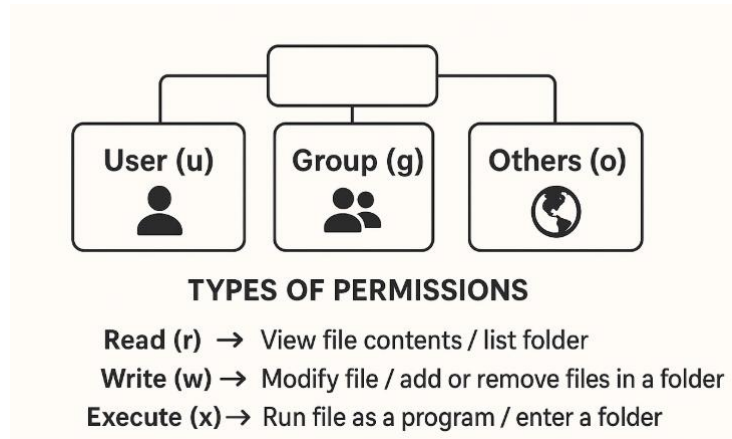 User (u)
Group (g)
Others (o)
TYPES OF PERMISSIONS
Read (r) → View file contents / list folder
Write (w) → Modify file / add or remove files in a folder
Execute (x) → Run file as a program / enter a folder